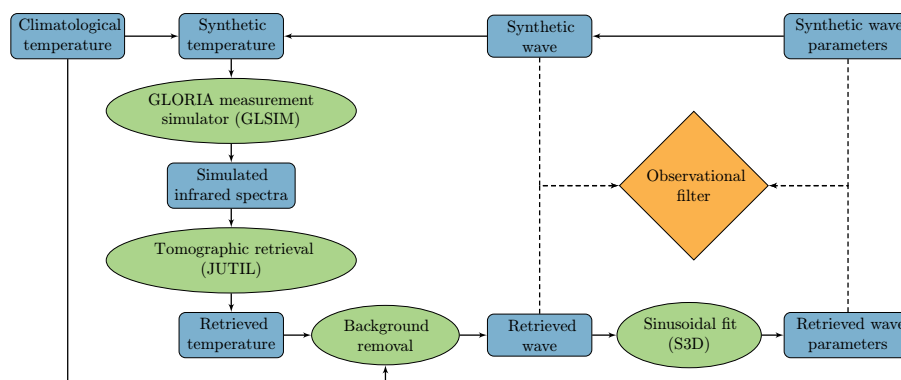 Climatological
temperature
Synthetic
temperature
Synthetic
wave
Synthetic wave
parameters
GLORIA measurement
simulator (GLSIM)
Simulated
infrared spectra
Observational
filter
Tomographic retrieval
(JUTIL)
Retrieved
temperature
Background
removal
Retrieved
wave
Sinusoidal fit
(S3D)
Retrieved wave
parameters